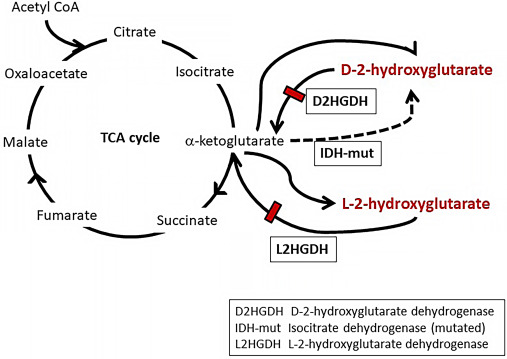 Acetyl CoA
Citrate
Oxaloacetate
Isocitrate
D-2-hydroxyglutarate
D2HGDH
Malate
TCA cycle
α-ketoglutarate
IDH-mut
L-2-hydroxyglutarate
Fumarate
Succinate
L2HGDH
D2HGDH D-2-hydroxyglutarate dehydrogenase
IDH-mut Isocitrate dehydrogenase (mutated)
L2HGDH L-2-hydroxyglutarate dehydrogenase